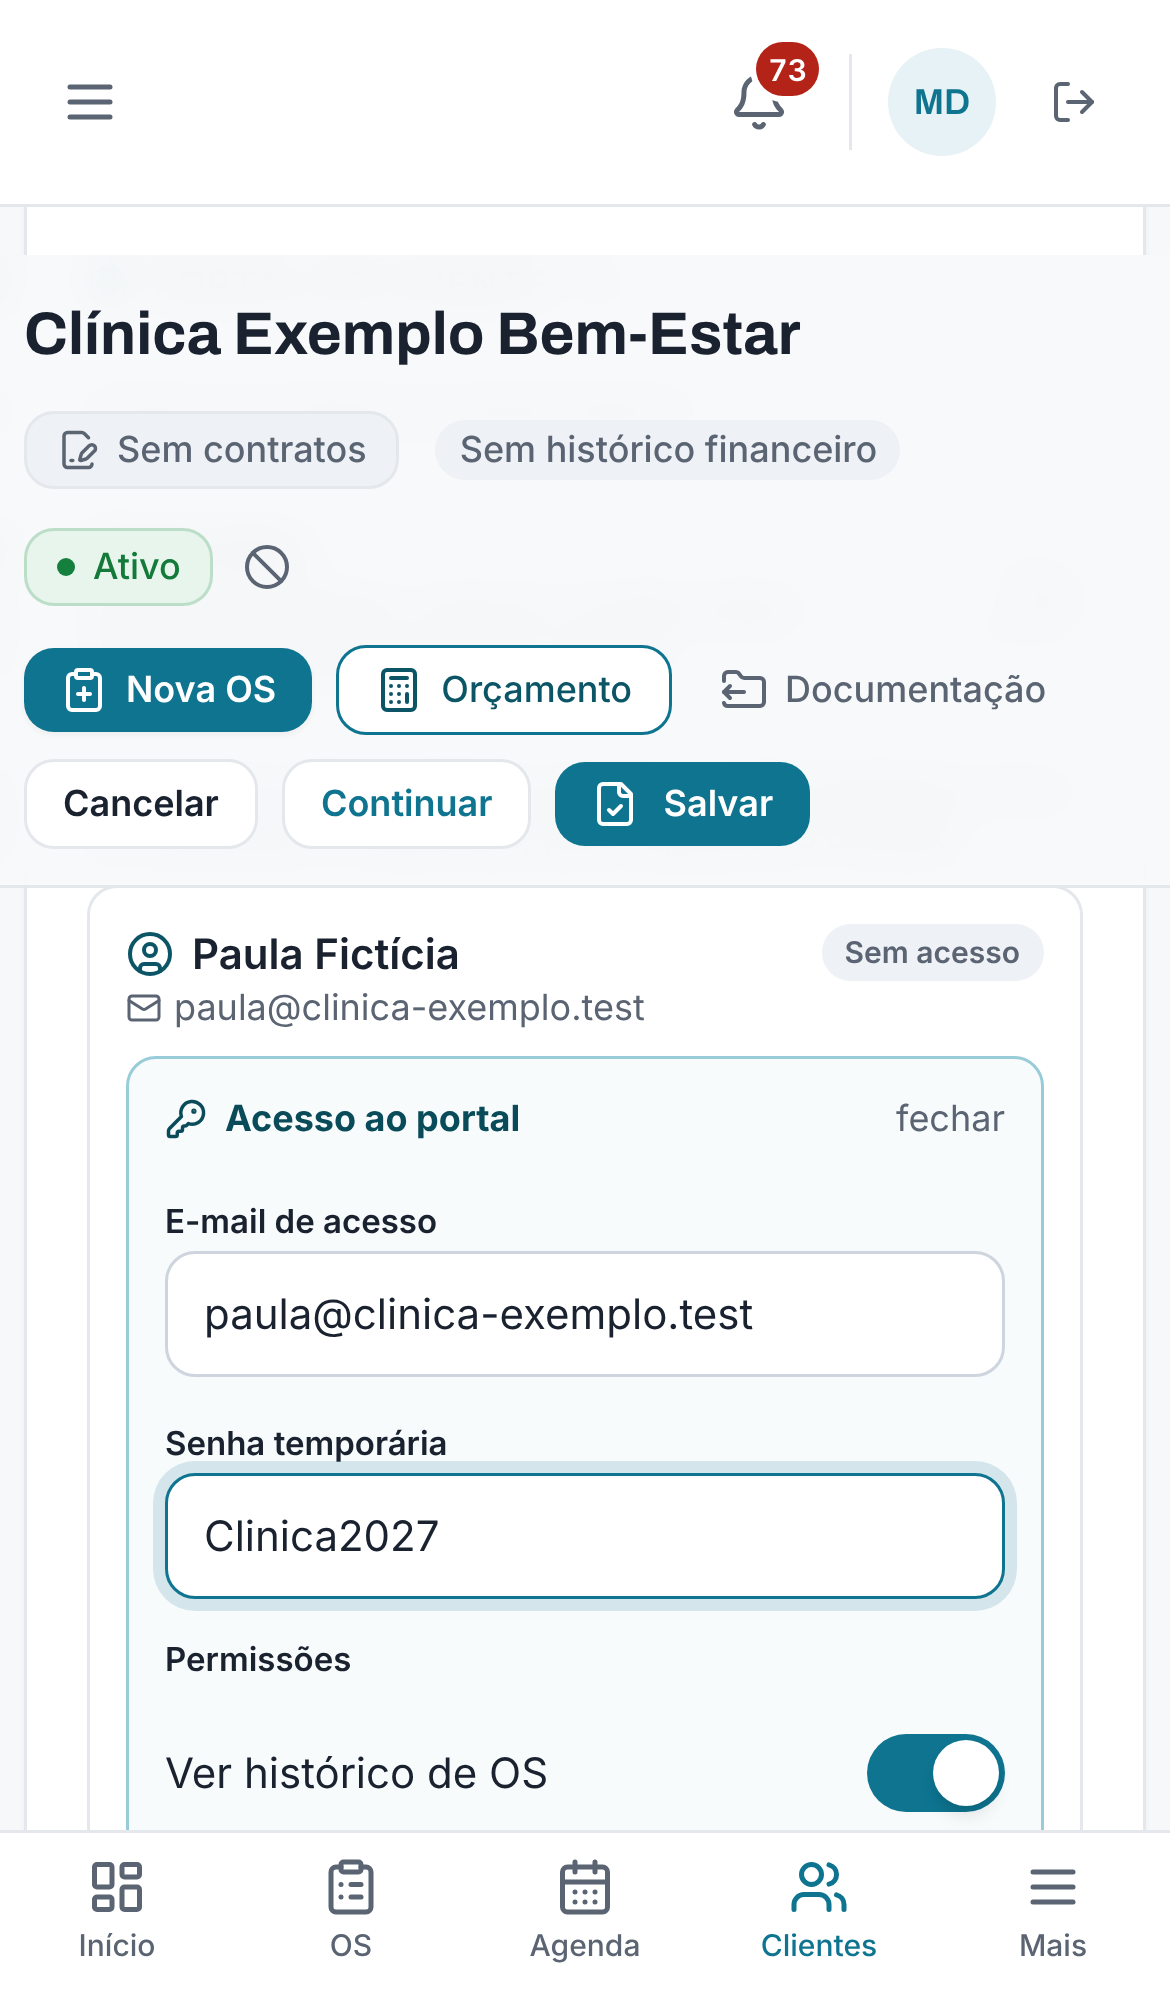 73
MD
Clínica Exemplo Bem-Estar
Sem contratos
Sem histórico financeiro
Ativo
Nova OS
Orçamento
Documentação
Cancelar
Continuar
Salvar
Paula Fictícia
Sem acesso
paula@clinica-exemplo.test
Acesso ao portal
fechar
E-mail de acesso
paula@clinica-exemplo.test
Senha temporária
Clinica2027
Permissões
Ver histórico de OS
Início
OS
Agenda
Clientes
Mais